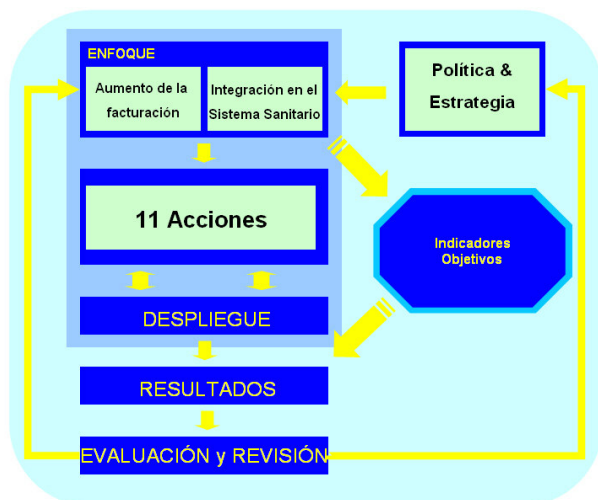 ENFOQUE
Aumento de la
facturación
Integración en el
Sistema Sanitario
Política &
Estrategia
11 Acciones
Indicadores
Objetivos
DESPLIEGUE
RESULTADOS
EVALUACIÓN y REVISIÓN